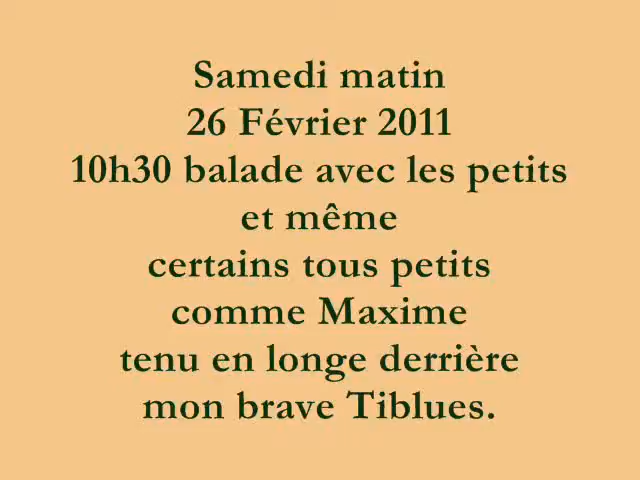 Samedi matin
26 Février 2011
10h30 balade avec les petits
et même
certains tous petits
comme Maxime
tenu en longe derrière
mon brave Tiblues.